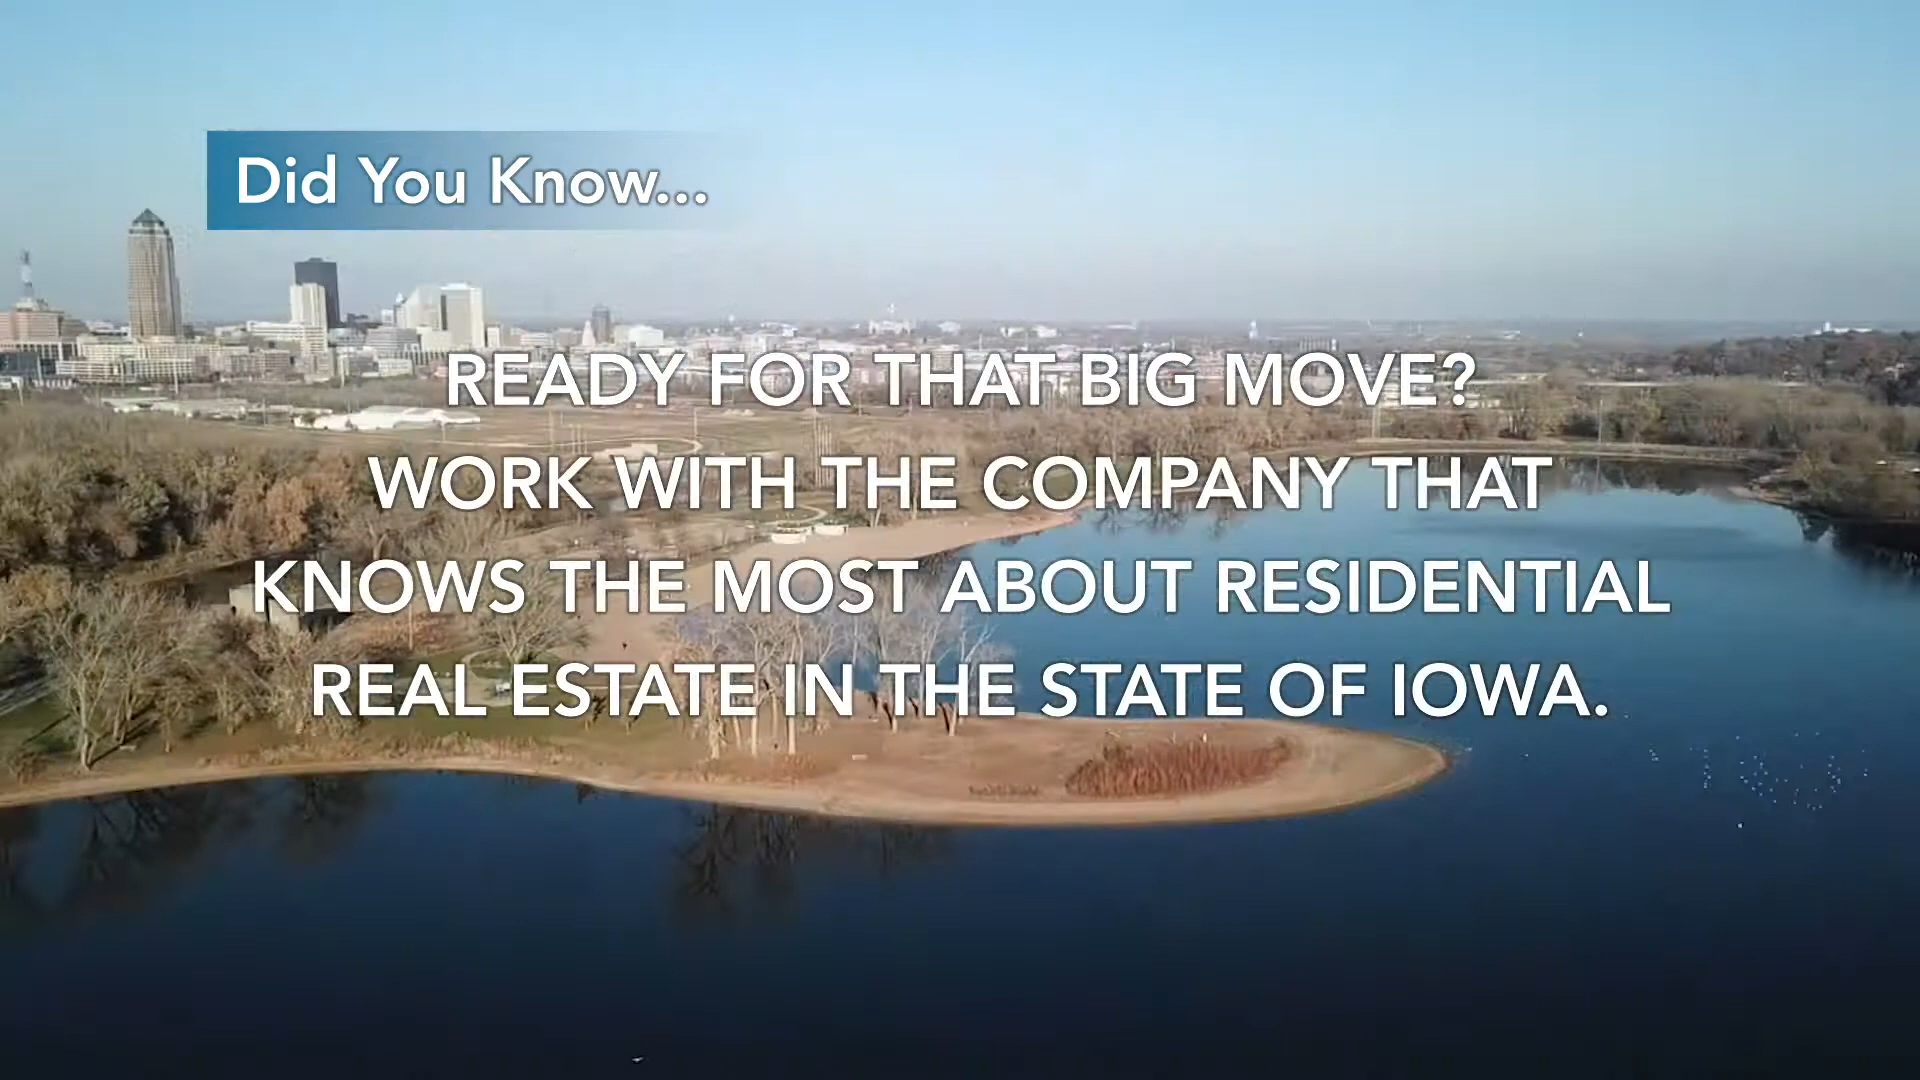 Did You Know...
READY FOR THAT BIG MOVE?
WORK WITH THE COMPANY THAT
KNOWS THE MOST ABOUT RESIDENTIAL
REAL ESTATE IN THE STATE OF IOWA.